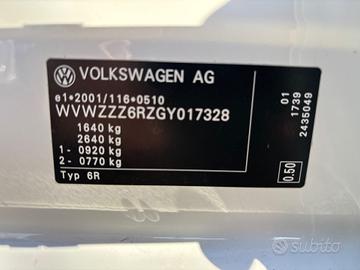 VOLKSWAGEN AG
e1*2001/116*0510
WVWZZZ6RZGY017328
1640 kg
2640 kg
1 - 0920 kg
2 - 0770 kg
Typ 6R
01
1739
2435049
0.50
subito